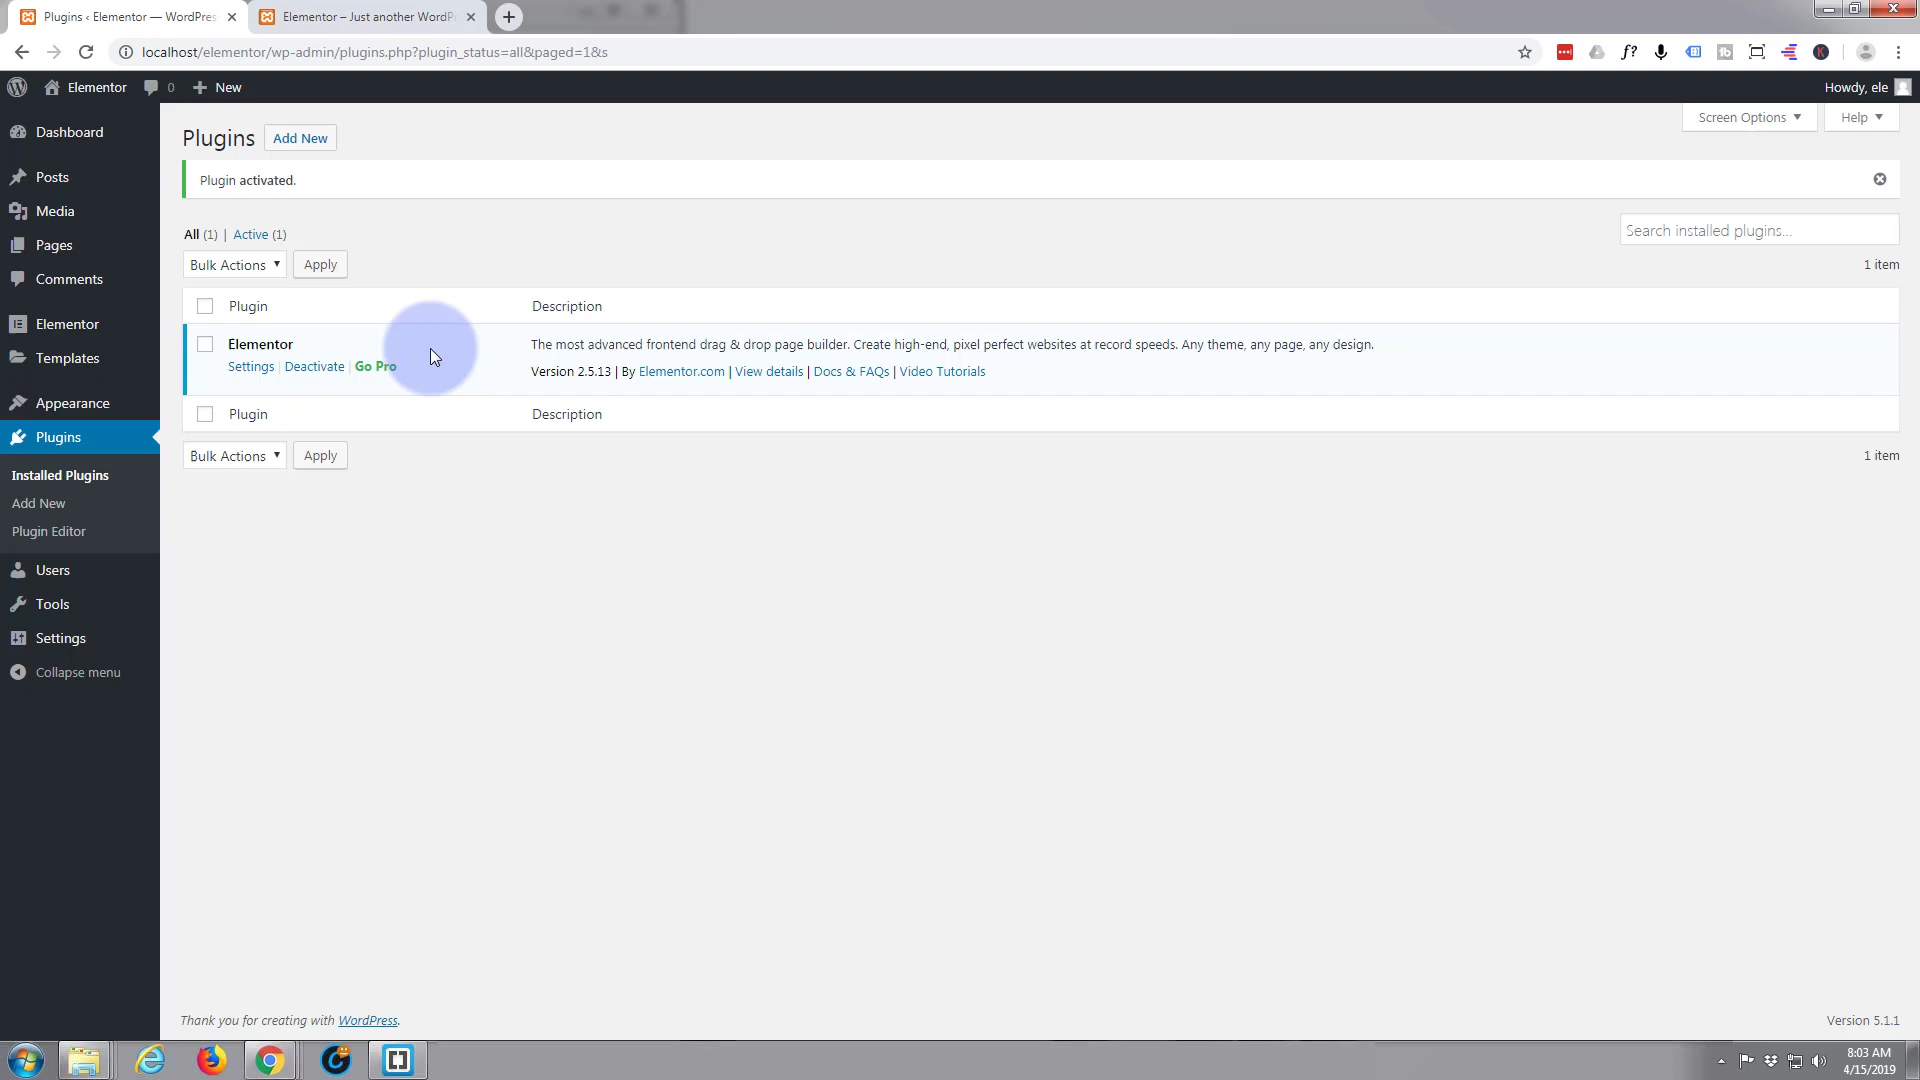 Plugins ‹ Elementor — WordPres
Elementor – Just another WordP
localhost/elementor/wp-admin/plugins.php?plugin_status=all&paged=1&s
f?
Elementor
0
New
Howdy, ele
Dashboard
Posts
Media
Pages
Comments
Elementor
Templates
Appearance
Plugins
Installed Plugins
Add New
Plugin Editor
Users
Tools
Settings
Collapse menu
Screen Options
Help
Plugins
Add New
Plugin activated.
All (1) | Active (1)
Search installed plugins...
Bulk Actions
Apply
1 item
Plugin
Description
Elementor
The most advanced frontend drag & drop page builder. Create high-end, pixel perfect websites at record speeds. Any theme, any page, any design.
Settings | Deactivate | Go Pro
Version 2.5.13 | By Elementor.com | View details | Docs & FAQs | Video Tutorials
Plugin
Description
Bulk Actions
Apply
1 item
Thank you for creating with WordPress.
Version 5.1.1
8:03 AM
4/15/2019